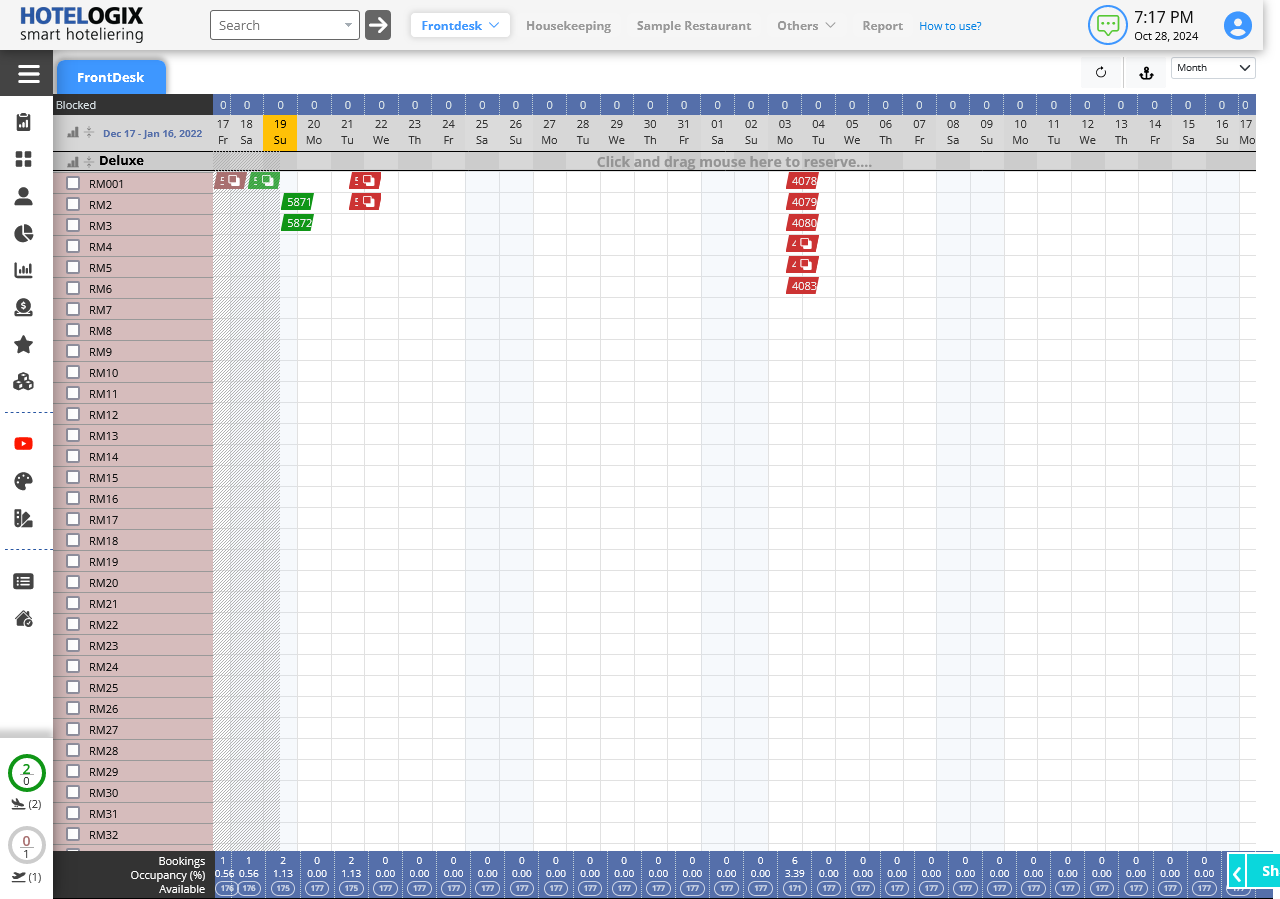 HOTELOGIX
smart hoteliering
Search
Frontdesk
Housekeeping
Sample Restaurant
Others
Report
How to use?
7:17 PM
Oct 28, 2024
FrontDesk
Month
Blocked 0 0 0 0 0 0 0 0 0 0 0 0 0 0 0 0 0 0 0 0 0 0 0 0 0 0 0 0 0 0 0 0
Dec 17 - Jan 16, 2022
17 18 19 20 21 22 23 24 25 26 27 28 29 30 31 01 02 03 04 05 06 07 08 09 10 11 12 13 14 15 16 17
Fr Sa Su Mo Tu We Th Fr Sa Su Mo Tu We Th Fr Sa Su Mo Tu We Th Fr Sa Su Mo Tu We Th Fr Sa Su Mo
Deluxe
Click and drag mouse here to reserve....
RM001 4078
RM2 5871 4079
RM3 5872 4080
RM4
RM5
RM6 4083
RM7
RM8
RM9
RM10
RM11
RM12
RM13
RM14
RM15
RM16
RM17
RM18
RM19
RM20
RM21
RM22
RM23
RM24
RM25
RM26
RM27
RM28
RM29
RM30
RM31
RM32
2
0
(2)
0
1
(1)
Bookings 1 1 2 0 2 0 0 0 0 0 0 0 0 0 0 0 0 6 0 0 0 0 0 0 0 0 0 0 0 0
Occupancy (%) 0.56 0.56 1.13 0.00 1.13 0.00 0.00 0.00 0.00 0.00 0.00 0.00 0.00 0.00 0.00 0.00 0.00 3.39 0.00 0.00 0.00 0.00 0.00 0.00 0.00 0.00 0.00 0.00 0.00 0.00
Available 176 176 175 177 175 177 177 177 177 177 177 177 177 177 177 177 177 171 177 177 177 177 177 177 177 177 177 177 177 177
Sh